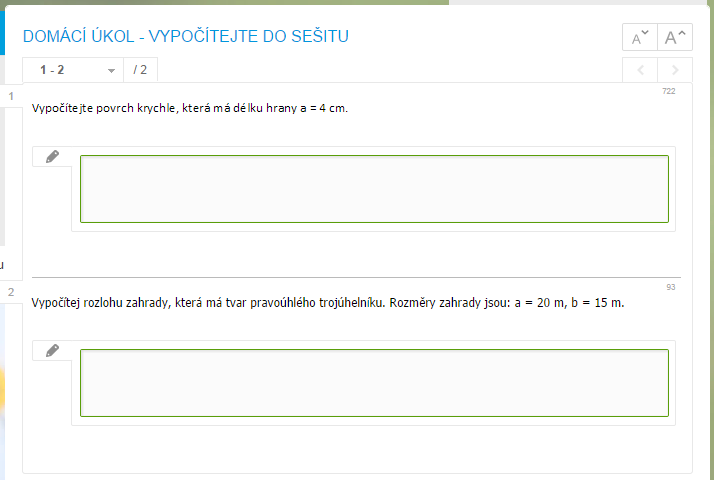 DOMÁCÍ ÚKOL - VYPOČÍTEJTE DO SEŠITU
A A
1 - 2 / 2
722
1
Vypočítejte povrch krychle, která má délku hrany a = 4 cm.
u
93
2
Vypočítej rozlohu zahrady, která má tvar pravoúhlého trojúhelníku. Rozměry zahrady jsou: a = 20 m, b = 15 m.